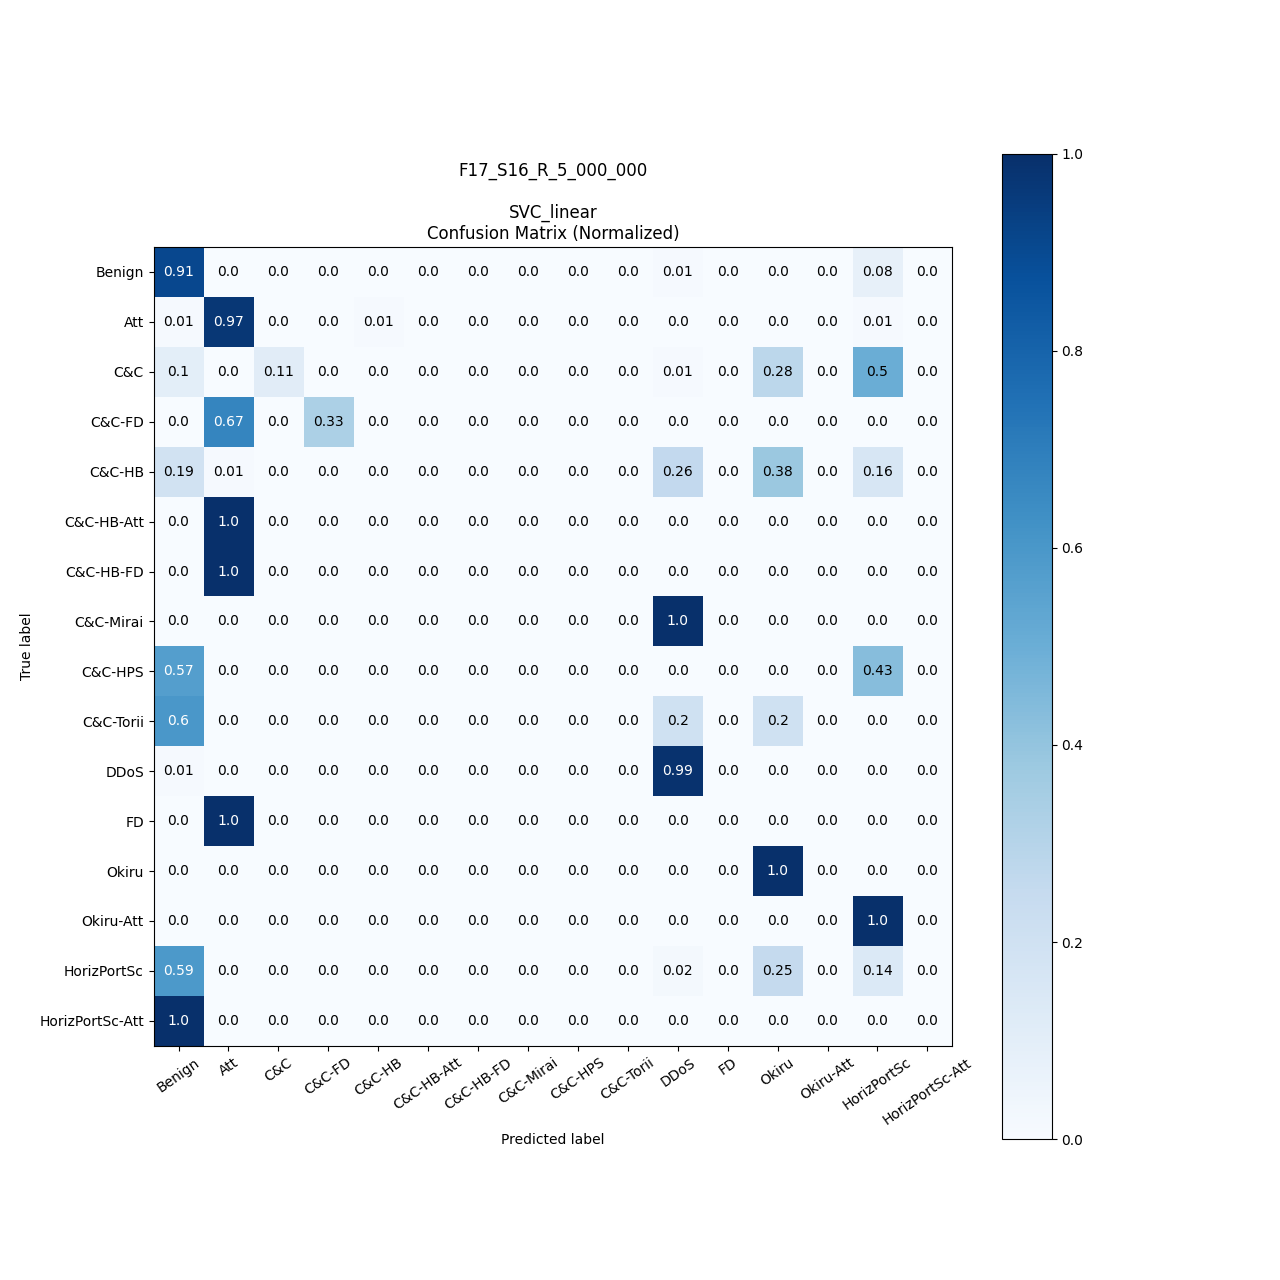 F17_S16_R_5_000_000
SVC_linear
Confusion Matrix (Normalized)
1.0
Benign 0.91 0.0 0.0 0.0 0.0 0.0 0.0 0.0 0.0 0.0 0.01 0.0 0.0 0.0 0.08 0.0
Att 0.01 0.97 0.0 0.0 0.01 0.0 0.0 0.0 0.0 0.0 0.0 0.0 0.0 0.0 0.01 0.0
0.8
C&C 0.1 0.0 0.11 0.0 0.0 0.0 0.0 0.0 0.0 0.0 0.01 0.0 0.28 0.0 0.5 0.0
C&C-FD 0.0 0.67 0.0 0.33 0.0 0.0 0.0 0.0 0.0 0.0 0.0 0.0 0.0 0.0 0.0 0.0
C&C-HB 0.19 0.01 0.0 0.0 0.0 0.0 0.0 0.0 0.0 0.0 0.26 0.0 0.38 0.0 0.16 0.0
C&C-HB-Att 0.0 1.0 0.0 0.0 0.0 0.0 0.0 0.0 0.0 0.0 0.0 0.0 0.0 0.0 0.0 0.0
0.6
C&C-HB-FD 0.0 1.0 0.0 0.0 0.0 0.0 0.0 0.0 0.0 0.0 0.0 0.0 0.0 0.0 0.0 0.0
C&C-Mirai 0.0 0.0 0.0 0.0 0.0 0.0 0.0 0.0 0.0 0.0 1.0 0.0 0.0 0.0 0.0 0.0
True label
C&C-HPS 0.57 0.0 0.0 0.0 0.0 0.0 0.0 0.0 0.0 0.0 0.0 0.0 0.0 0.0 0.43 0.0
C&C-Torii 0.6 0.0 0.0 0.0 0.0 0.0 0.0 0.0 0.0 0.0 0.2 0.0 0.2 0.0 0.0 0.0
0.4
DDoS 0.01 0.0 0.0 0.0 0.0 0.0 0.0 0.0 0.0 0.0 0.99 0.0 0.0 0.0 0.0 0.0
FD 0.0 1.0 0.0 0.0 0.0 0.0 0.0 0.0 0.0 0.0 0.0 0.0 0.0 0.0 0.0 0.0
Okiru 0.0 0.0 0.0 0.0 0.0 0.0 0.0 0.0 0.0 0.0 0.0 0.0 1.0 0.0 0.0 0.0
Okiru-Att 0.0 0.0 0.0 0.0 0.0 0.0 0.0 0.0 0.0 0.0 0.0 0.0 0.0 0.0 1.0 0.0
0.2
HorizPortSc 0.59 0.0 0.0 0.0 0.0 0.0 0.0 0.0 0.0 0.0 0.02 0.0 0.25 0.0 0.14 0.0
HorizPortSc-Att 1.0 0.0 0.0 0.0 0.0 0.0 0.0 0.0 0.0 0.0 0.0 0.0 0.0 0.0 0.0 0.0
Benign Att C&C C&C-FD C&C-HB C&C-HB-Att C&C-HB-FD C&C-Mirai C&C-HPS C&C-Torii DDoS FD Okiru Okiru-Att HorizPortSc HorizPortSc-Att
Predicted label
0.0